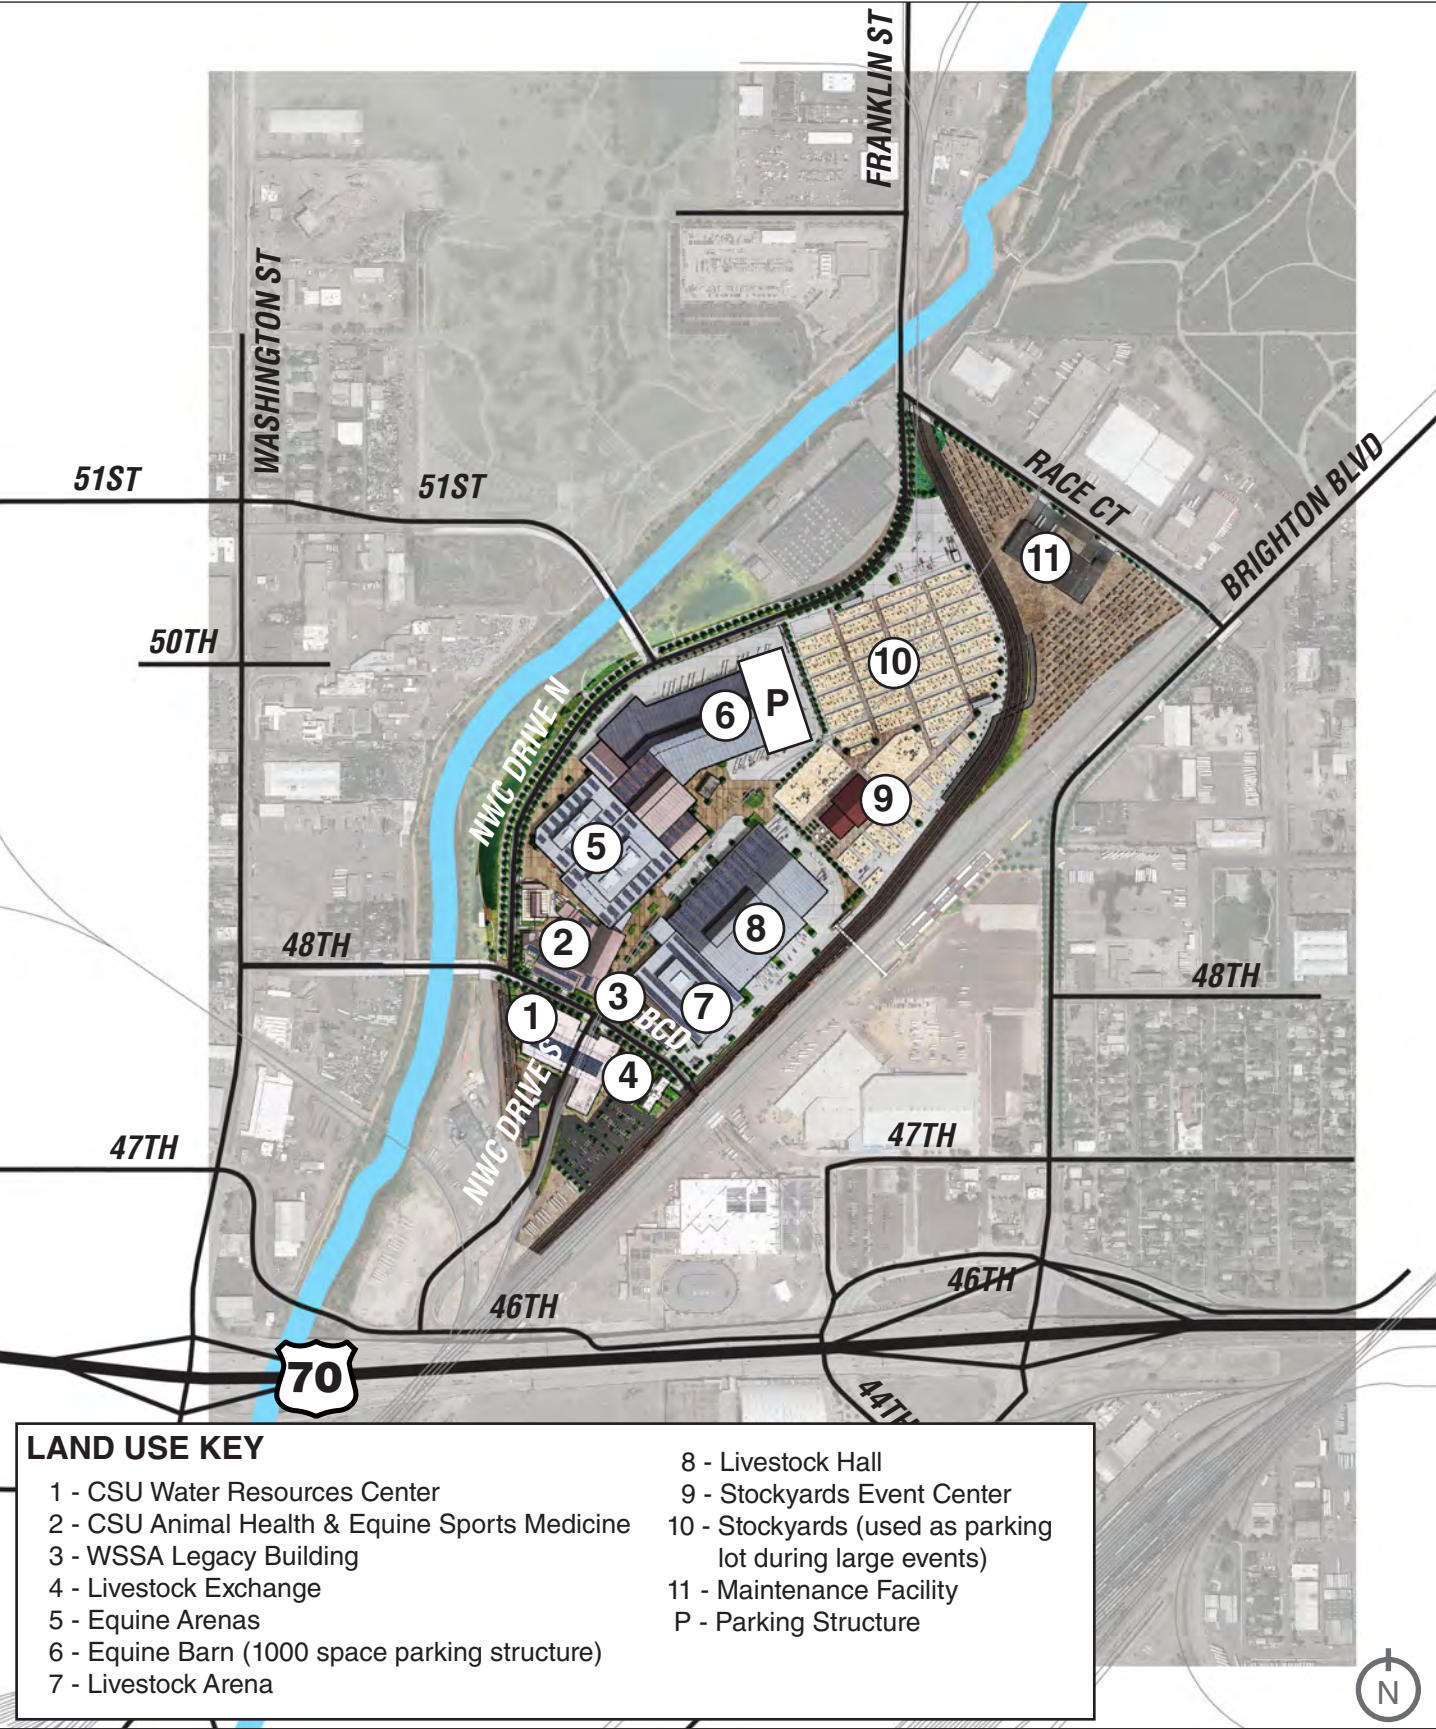 FRANKLIN ST
WASHINGTON ST
51ST
51ST
RACE CT
BRIGHTON BLVD
11
50TH
10
NWC DRIVE N
6
P
9
5
8
2
48TH
48TH
3
1
7
BCD
4
NWC DRIVE S
47TH
47TH
46TH
46TH
70
44TH
LAND USE KEY
1 - CSU Water Resources Center
2 - CSU Animal Health & Equine Sports Medicine
3 - WSSA Legacy Building
4 - Livestock Exchange
5 - Equine Arenas
6 - Equine Barn (1000 space parking structure)
7 - Livestock Arena
8 - Livestock Hall
9 - Stockyards Event Center
10 - Stockyards (used as parking
lot during large events)
11 - Maintenance Facility
P - Parking Structure
N